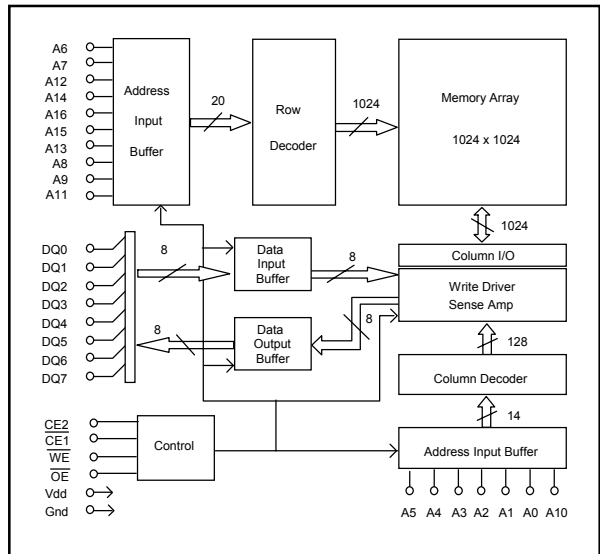 A6
A7
A12
A14
A16
A15
A13
A8
A9
A11
Address
Input
Buffer
20
Row
Decoder
1024
Memory Array
1024 x 1024
1024
DQ0
DQ1
DQ2
DQ3
DQ4
DQ5
DQ6
DQ7
8
Data
Input
Buffer
8
Column I/O
Write Driver
Sense Amp
8
Data
Output
Buffer
8
128
Column Decoder
14
CE2
CE1
WE
OE
Vdd
Gnd
Control
Address Input Buffer
A5 A4 A3 A2 A1 A0 A10